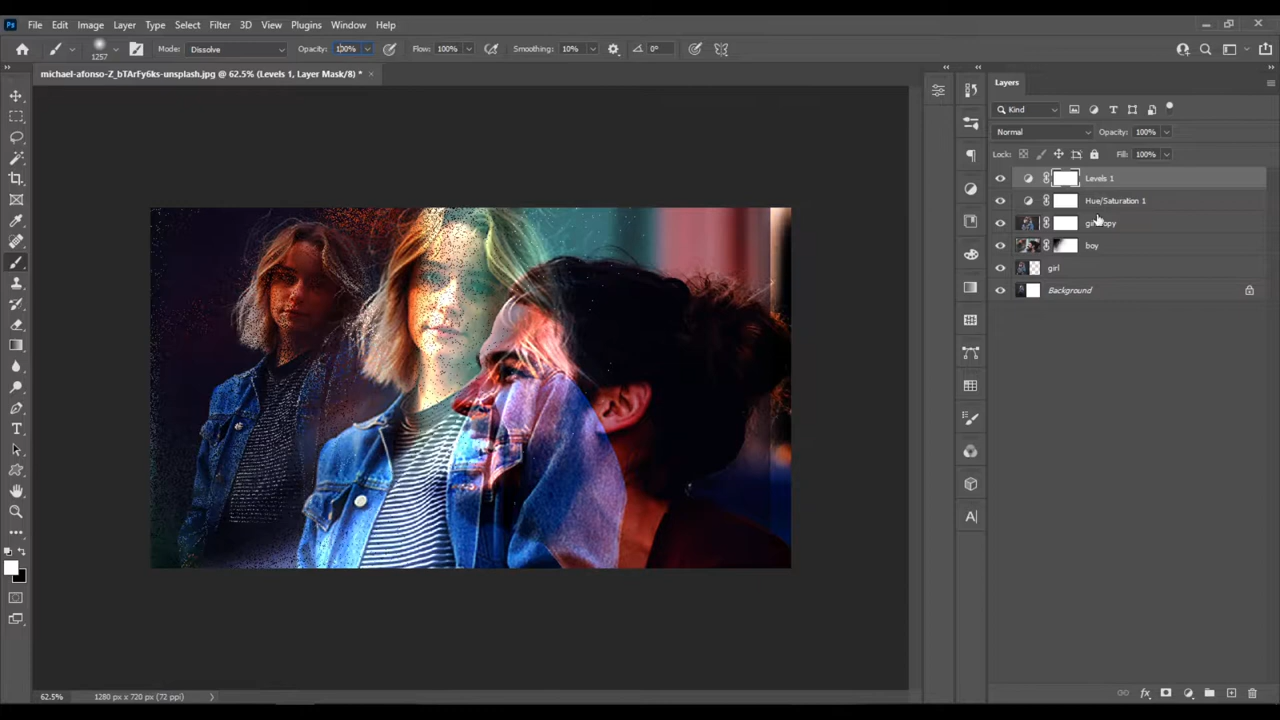 Ps File Edit Image Layer Type Select Filter 3D View Plugins Window Help
1257 Mode: Dissolve Opacity: 100% Flow: 100% Smoothing: 10% 0°
michael-afonso-Z_bTArFy6ks-unsplash.jpg @ 62.5% (Levels 1, Layer Mask/8) * ×
Layers
Kind
Normal Opacity: 100%
Lock: Fill: 100%
Levels 1
Hue/Saturation 1
boy
girl
Background
62.5% 1280 px x 720 px (72 ppi)
fx